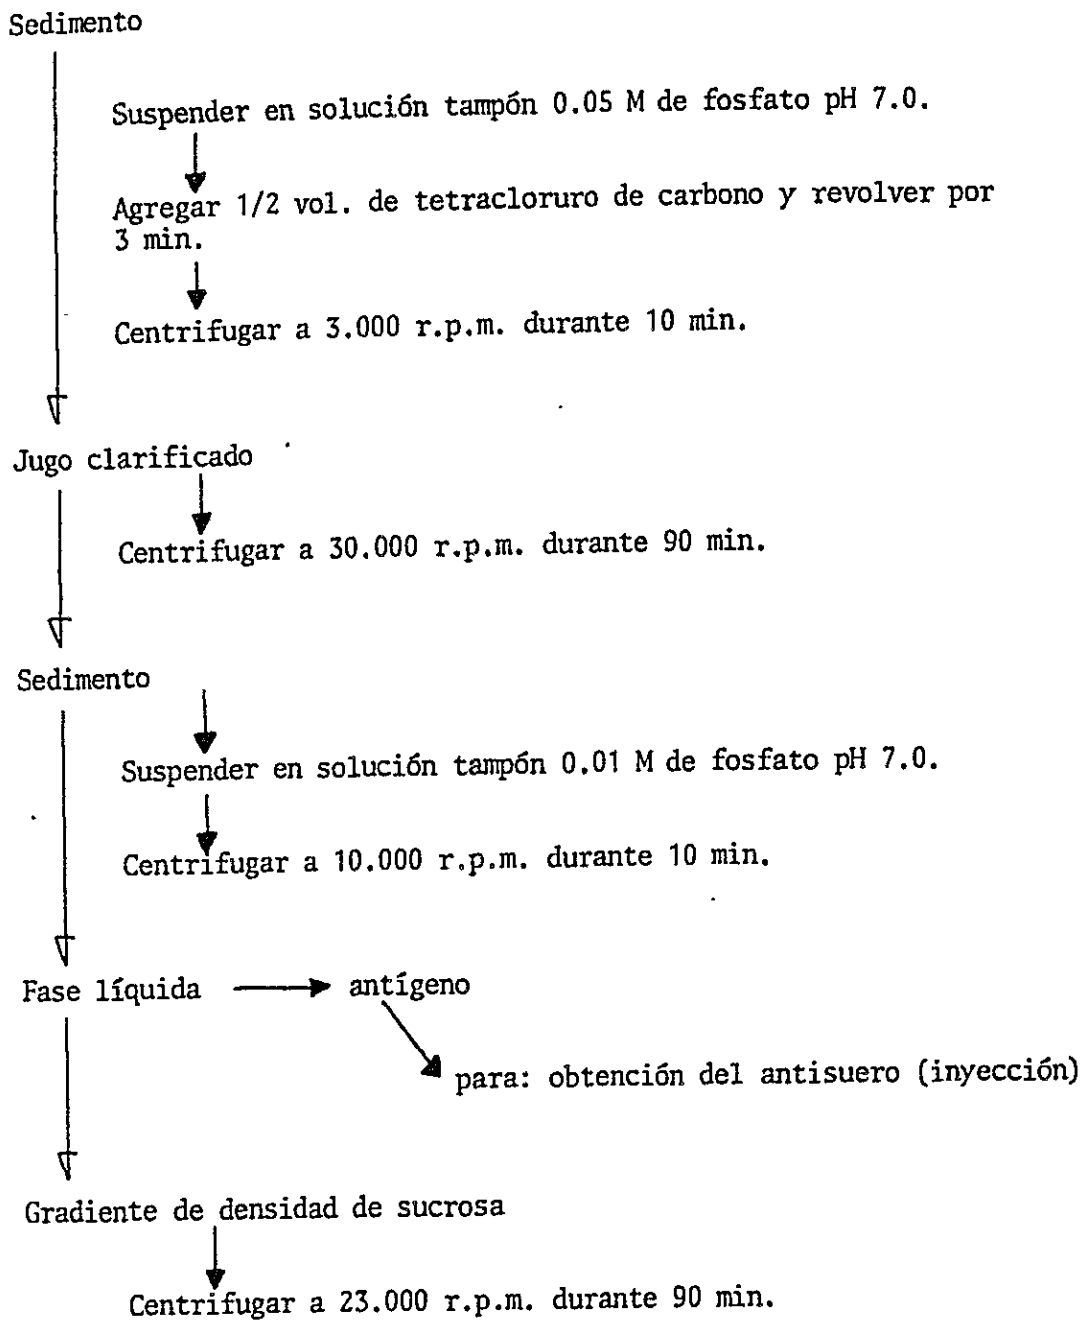 Sedimento
Suspender en solución tampón 0.05 M de fosfato pH 7.0.
Agregar 1/2 vol. de tetracloruro de carbono y revolver por
3 min.
Centrifugar a 3.000 r.p.m. durante 10 min.
Jugo clarificado
Centrifugar a 30.000 r.p.m. durante 90 min.
Sedimento
Suspender en solución tampón 0.01 M de fosfato pH 7.0.
Centrifugar a 10.000 r.p.m. durante 10 min.
Fase líquida antígeno
para: obtención del antisuero (inyección)
Gradiente de densidad de sucrosa
Centrifugar a 23.000 r.p.m. durante 90 min.